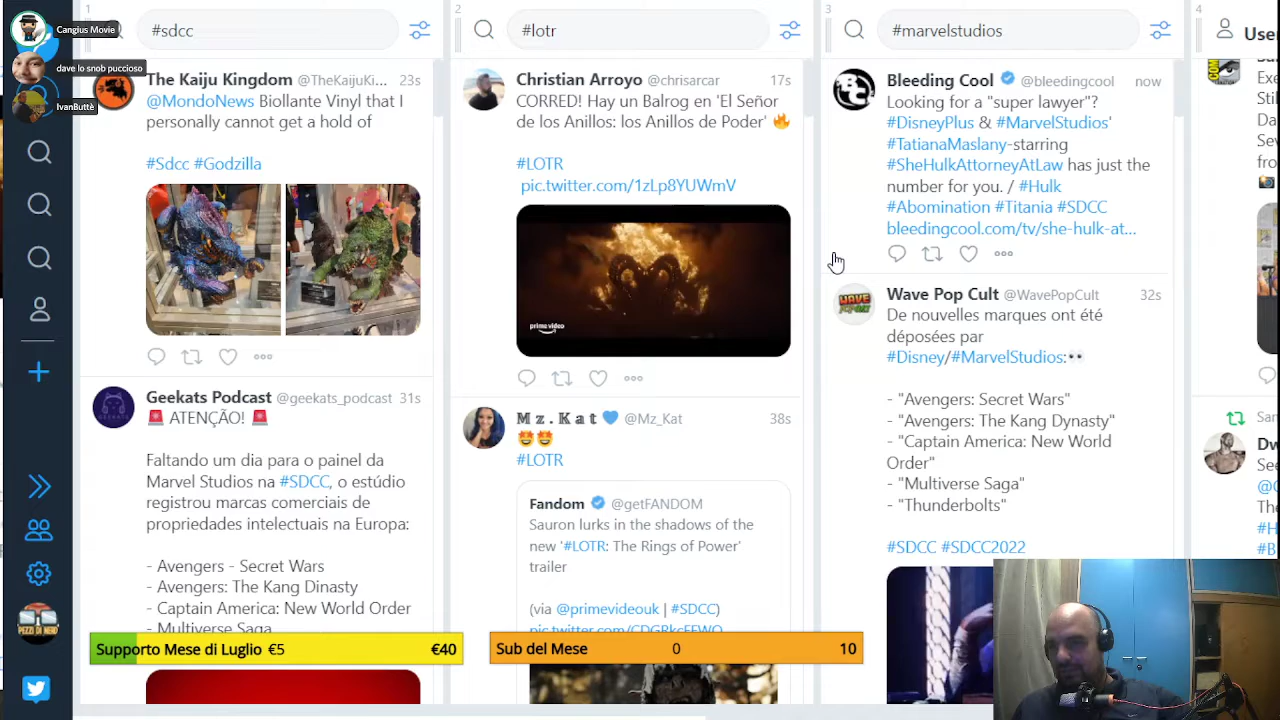 1
#sdcc
Cangius Movie
dave lo snob puccioso
IvanButtè
The Kaiju Kingdom @TheKaijuKi... 23s
@MondoNews Biollante Vinyl that I
personally cannot get a hold of
#Sdcc #Godzilla
Geekats Podcast @geekats_podcast 31s
🚨 ATENÇÃO! 🚨
Faltando um dia para o painel da
Marvel Studios na #SDCC, o estúdio
registrou marcas comerciais de
propriedades intelectuais na Europa:
- Avengers - Secret Wars
- Avengers: The Kang Dinasty
- Captain America: New World Order
- Multiverse Saga
Supporto Mese di Luglio €5 €40
2
#lotr
Christian Arroyo @chrisarcar 17s
CORRED! Hay un Balrog en 'El Señor
de los Anillos: los Anillos de Poder' 🔥
#LOTR
pic.twitter.com/1zLp8YUWmV
prime video
𝕄𝕫.𝕂𝕒𝕥 💙 @Mz_Kat 38s
🤩🤩
#LOTR
Fandom @getFANDOM
Sauron lurks in the shadows of the
new '#LOTR: The Rings of Power'
trailer
(via @primevideouk | #SDCC)
pic.twitter.com/CDGRkcFFWO
Sub del Mese 0 10
3
#marvelstudios
Bleeding Cool @bleedingcool now
Looking for a "super lawyer"?
#DisneyPlus & #MarvelStudios'
#TatianaMaslany-starring
#SheHulkAttorneyAtLaw has just the
number for you. / #Hulk
#Abomination #Titania #SDCC
bleedingcool.com/tv/she-hulk-at...
Wave Pop Cult @WavePopCult 32s
De nouvelles marques ont été
déposées par
#Disney/#MarvelStudios:👀
- "Avengers: Secret Wars"
- "Avengers: The Kang Dynasty"
- "Captain America: New World
Order"
- "Multiverse Saga"
- "Thunderbolts"
#SDCC #SDCC2022
4
User